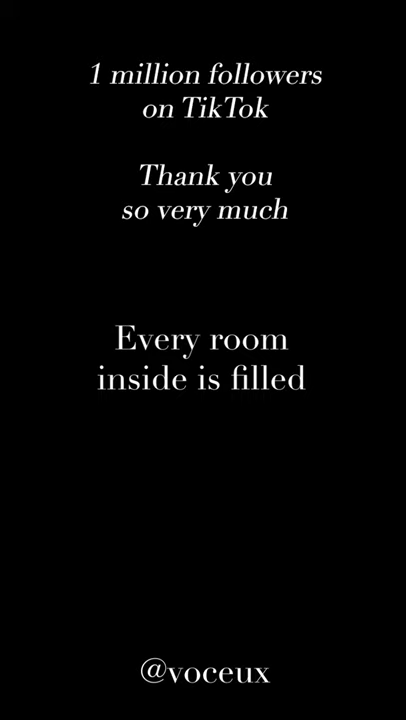 1 million followers
on TikTok
Thank you
so very much
Every room
inside is filled
@voceux